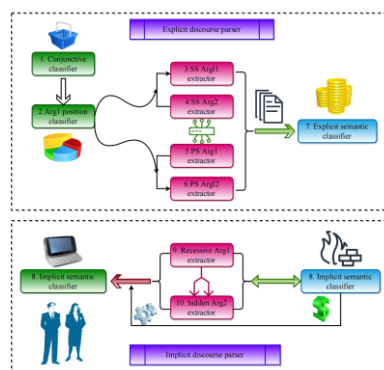 Explicit discourse parser
1. Conjunctive
classifier
2.Arg1 position
classifier
3.SS Argl1
extractor
4.SS Arg2
extractor
5 PS Arg1
extractor
6 PS Argl2
extractor
7. Explicit semantic
classifier
8. Implicit semantic
classifier
9. Recessive Arg1
extractor
10. hidden Arg2
extractor
8. Implicit semantic
classifier
Implicit discourse parser